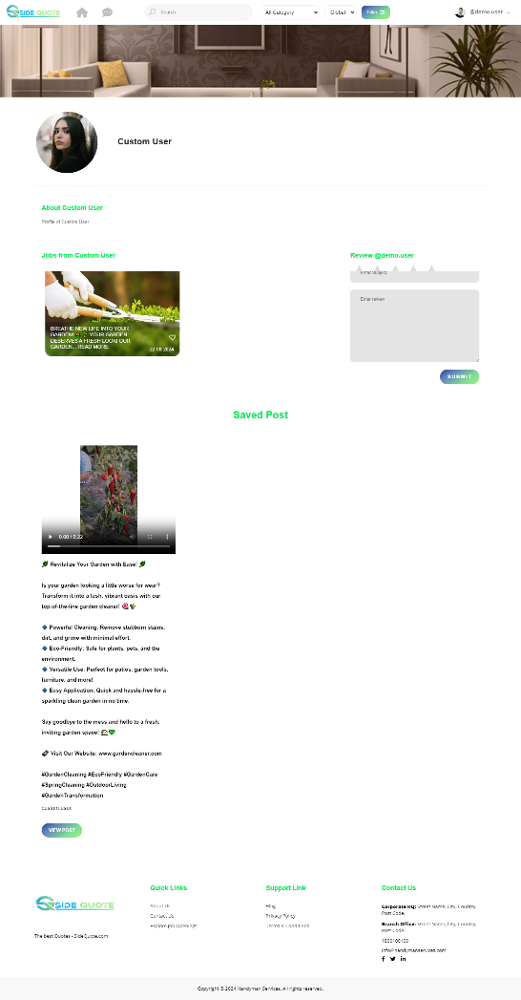 SIDE QUOTE
Search
All Category
Global
Filter
@demo.user
Custom User
About Custom User
Profile of Custom User
Jobs from Custom User
Review @demo.user
BREATHE NEW LIFE INTO YOUR
GARDEN! YOUR GARDEN
DESERVES A FRESH LOOK! OUR
GARDEN... READ MORE
22-08-2024
Enter subject
Enter review
SUBMIT
Saved Post
0:00 / 0:22
🌿 Revitalize Your Garden with Ease! 🌿
Is your garden looking a little worse for wear?
Transform it into a lush, vibrant oasis with our
top-of-the-line garden cleaner!
🔹 Powerful Cleaning: Remove stubborn stains,
dirt, and grime with minimal effort.
🔹 Eco-Friendly: Safe for plants, pets, and the
environment.
🔹 Versatile Use: Perfect for patios, garden tools,
furniture, and more!
🔹 Easy Application: Quick and hassle-free for a
sparkling clean garden in no time.
Say goodbye to the mess and hello to a fresh,
inviting garden space!
🔗 Visit Our Website: www.gardencleaner.com
#GardenCleaning #EcoFriendly #GardenCare
#SpringCleaning #OutdoorLiving
#GardenTransformation
custom.user
VIEW POST
SIDE QUOTE
The best Quotes - SideQuote.com
Quick Links
About Us
Contact Us
Explore Job Openings
Support Link
Blog
Privacy Policy
Terms & Conditions
Contact Us
Corporate HQ: Street Name, City, Country,
Post Code.
Branch Office: Street Name, City, Country,
Post Code.
1800100100
info@handymanservices.com
Copyright © 2024 Handyman Services. All rights reserved.